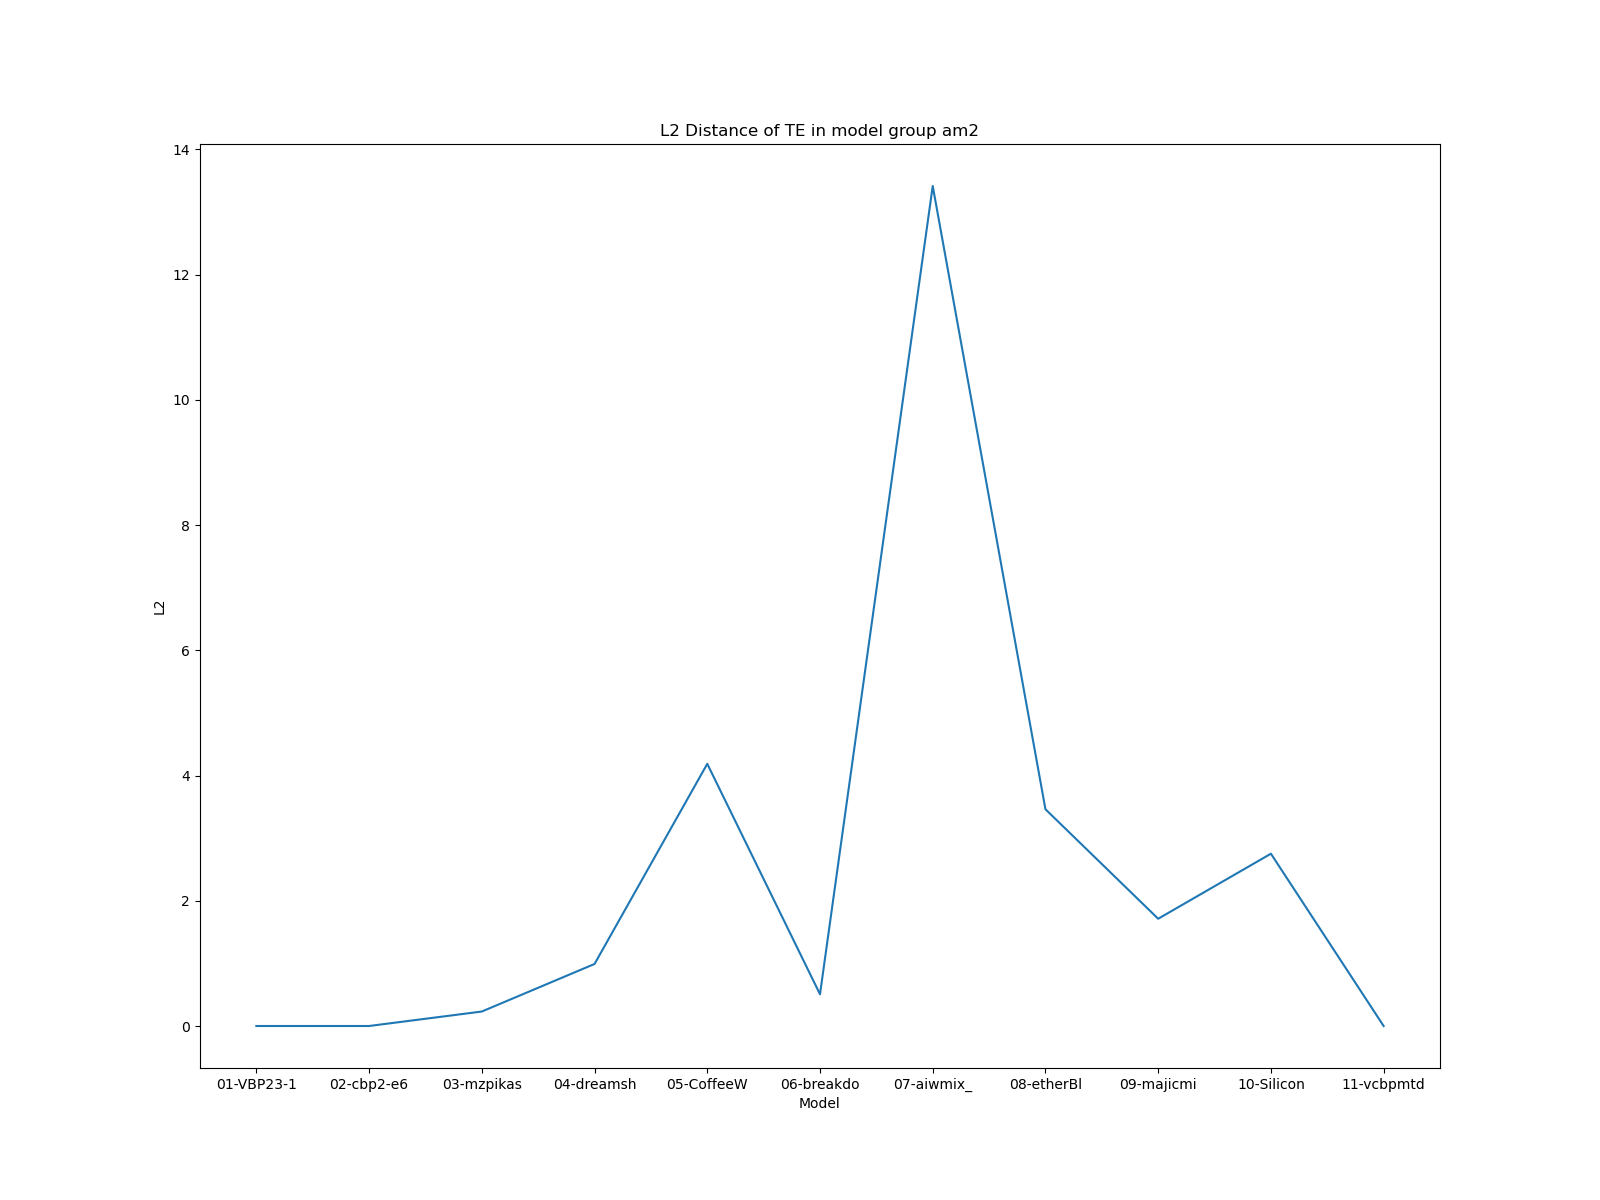 L2 Distance of TE in model group am2
14
12
10
8
6
4
2
0
L2
01-VBP23-1 02-cbp2-e6 03-mzpikas 04-dreamsh 05-CoffeeW 06-breakdo 07-aiwmix_ 08-etherBl 09-majicmi 10-Silicon 11-vcbpmtd
Model